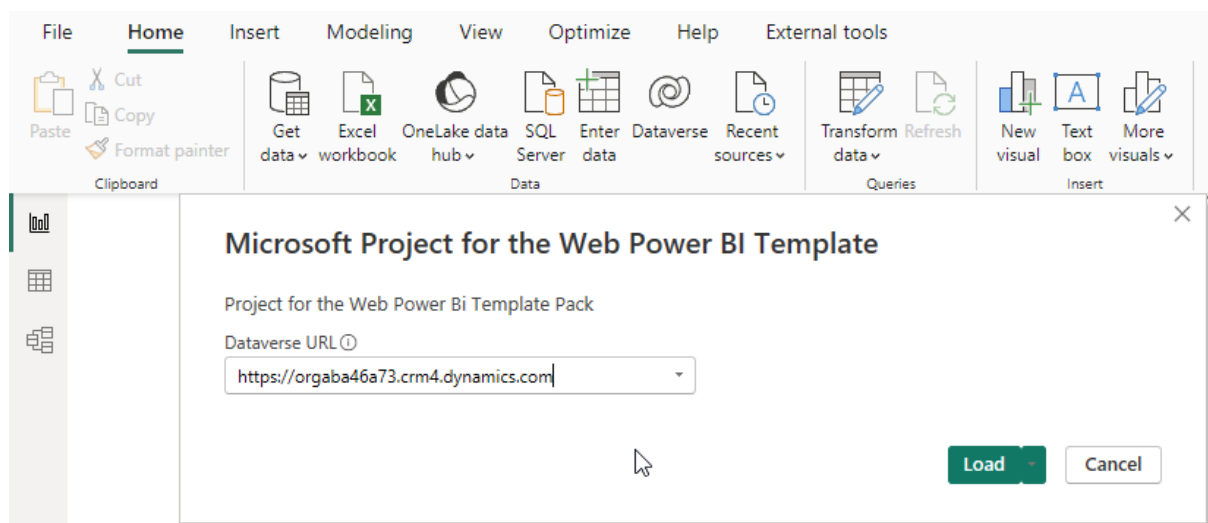 File Home Insert Modeling View Optimize Help External tools
Paste
Cut
Copy
Format painter
Clipboard
Get data
Excel workbook
OneLake data hub
SQL Server
Enter data
Dataverse
Recent sources
Data
Transform data
Refresh
Queries
New visual
Text box
More visuals
Insert
Microsoft Project for the Web Power BI Template
Project for the Web Power Bi Template Pack
Dataverse URL
https://orgaba46a73.crm4.dynamics.com
Load Cancel